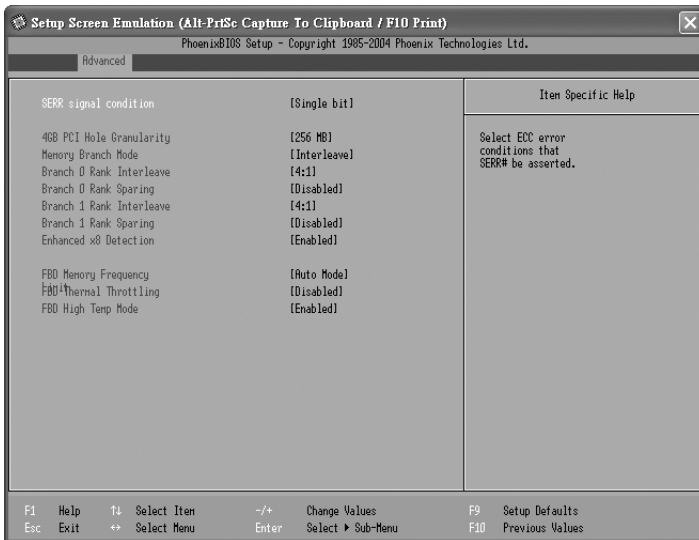 Setup Screen Emulation (Alt-PrtSc Capture To Clipboard / F10 Print)
PhoenixBIOS Setup - Copyright 1985-2004 Phoenix Technologies Ltd.
Advanced
SERR signal condition [Single bit]
4GB PCI Hole Granularity [256 MB]
Memory Branch Mode [Interleave]
Branch 0 Rank Interleave [4:1]
Branch 0 Rank Sparing [Disabled]
Branch 1 Rank Interleave [4:1]
Branch 1 Rank Sparing [Disabled]
Enhanced x8 Detection [Enabled]
FBD Memory Frequency [Auto Mode]
Limit
FBD Thermal Throttling [Disabled]
FBD High Temp Mode [Enabled]
Item Specific Help
Select ECC error
conditions that
SERR# be asserted.
F1 Help ↑↓ Select Item -/+ Change Values F9 Setup Defaults
Esc Exit ↔ Select Menu Enter Select ▶ Sub-Menu F10 Previous Values